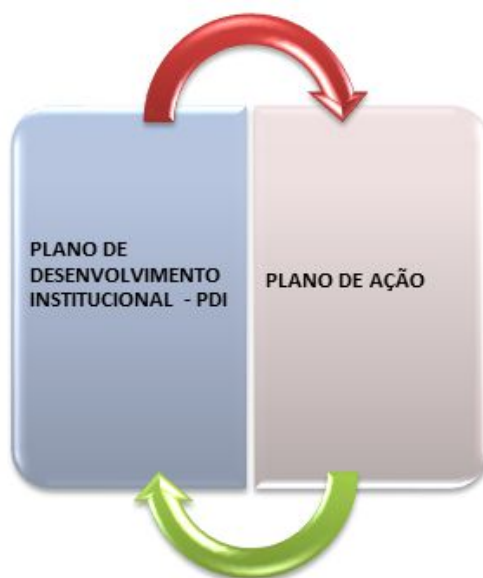 PLANO DE
DESENVOLVIMENTO
INSTITUCIONAL - PDI
PLANO DE AÇÃO